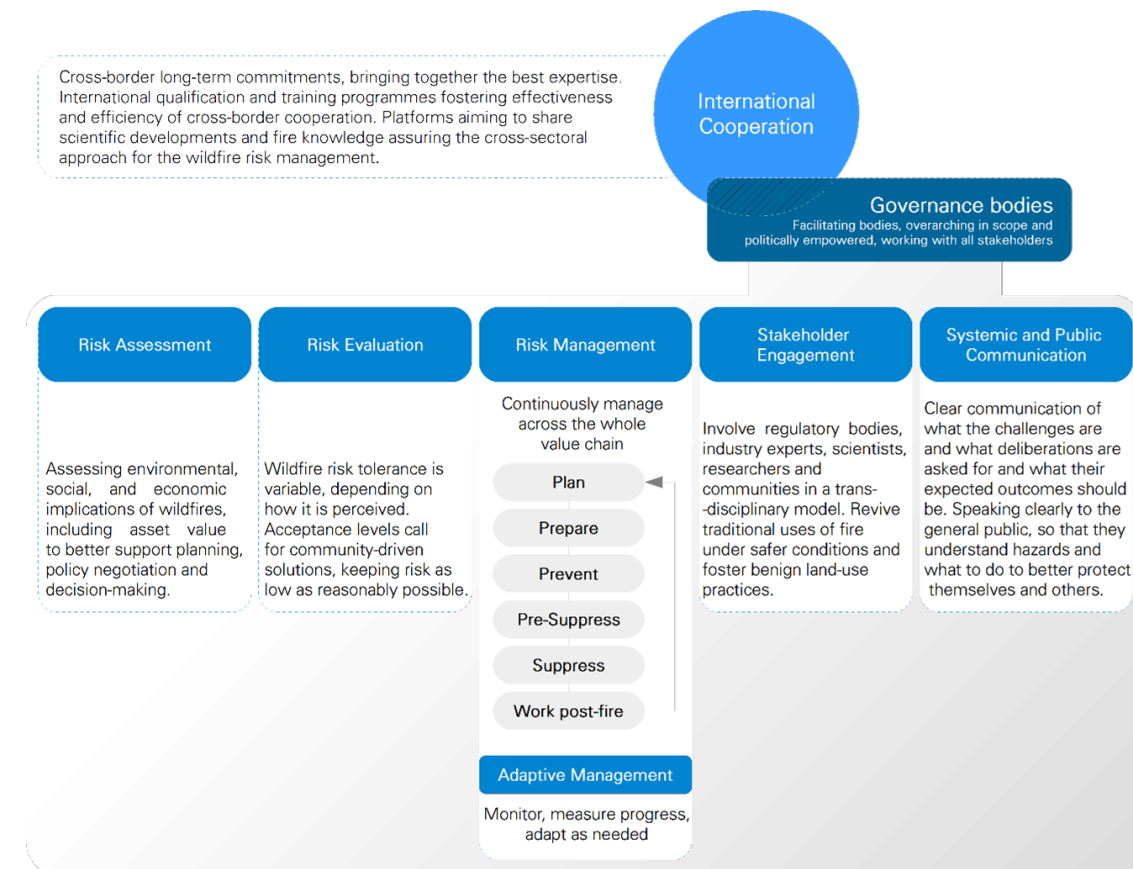 Cross-border long-term commitments, bringing together the best expertise.
International qualification and training programmes fostering effectiveness
and efficiency of cross-border cooperation. Platforms aiming to share
scientific developments and fire knowledge assuring the cross-sectoral
approach for the wildfire risk management.
International
Cooperation
Governance bodies
Facilitating bodies, overarching in scope and
politically empowered, working with all stakeholders
Risk Assessment
Assessing environmental,
social, and economic
implications of wildfires,
including asset value
to better support planning,
policy negotiation and
decision-making.
Risk Evaluation
Wildfire risk tolerance is
variable, depending on
how it is perceived.
Acceptance levels call
for community-driven
solutions, keeping risk as
low as reasonably possible.
Risk Management
Continuously manage
across the whole
value chain
Plan
Prepare
Prevent
Pre-Suppress
Suppress
Work post-fire
Adaptive Management
Monitor, measure progress,
adapt as needed
Stakeholder
Engagement
Involve regulatory bodies,
industry experts, scientists,
researchers and
communities in a trans-
-disciplinary model. Revive
traditional uses of fire
under safer conditions and
foster benign land-use
practices.
Systemic and Public
Communication
Clear communication of
what the challenges are
and what deliberations are
asked for and what their
expected outcomes should
be. Speaking clearly to the
general public, so that they
understand hazards and
what to do to better protect
themselves and others.